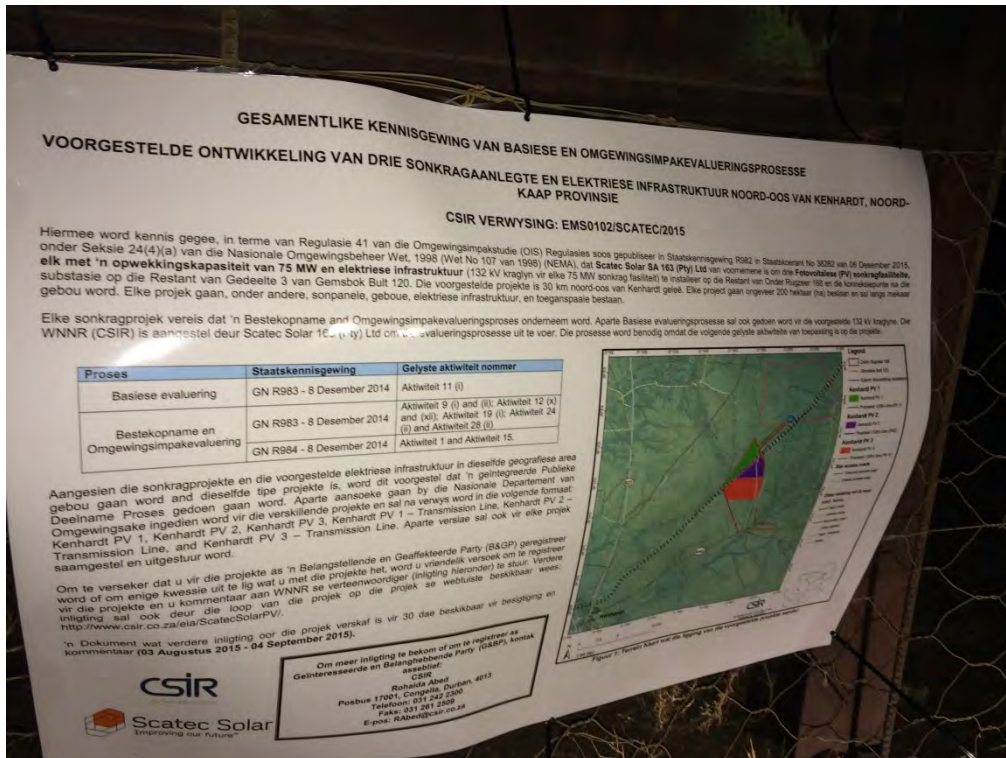 GESAMENTLIKE KENNISGEWING VAN BASIESE EN OMGEWINGSIMPAKEVALUERINGSPROSESSE
VOORGESTELDE ONTWIKKELING VAN DRIE SONKRAGAANLEGTE EN ELEKTRIESE INFRASTRUKTUUR NOORD-OOS VAN KENHARDT, NOORD-
KAAP PROVINSIE
CSIR VERWYSING: EMS0102/SCATEC/2015
Hiermee word kennis gegee, in terme van Regulasie 41 van die Omgewingsimpakstudie (OIS) Regulasies soos gepubliseer in Staatskennisgewing R982 in Staatskoerant No 38282 van 08 Desember 2015,
onder Seksie 24(4)(a) van die Nasionale Omgewingsbeheer Wet, 1998 (Wet No 107 van 1998) (NEMA), dat Scatec Solar SA 163 (Pty) Ltd van voornemens is om drie Fotovoltaiese (PV) sonkragfasiliteite,
elk met 'n opwekkingskapasiteit van 75 MW en elektriese infrastruktuur (132 kV kraglyn vir elke 75 MW sonkrag fasiliteit) te installeer op die Restant van Onder Rugzeer 168 en die konneksiepunte na die
substasie op die Restant van Gedeelte 3 van Gemsbok Bult 120. Die voorgestelde projekte is 30 km noord-oos van Kenhardt geleë. Elke project gaan ongeveer 200 hektaar (ha) beslaan en sal langs mekaar
gebou word. Elke projek gaan, onder andere, sonpanele, geboue, elektriese infrastruktuur, en toegangspaaie bestaan.
Elke sonkragprojek vereis dat 'n Bestekopname and Omgewingsimpakevalueringsproses onderneem word. Aparte Basiese evalueringsprosesse sal ook gedoen word vir die voorgestelde 132 kV kraglyne. Die
WNNR (CSIR) is aangestel deur Scatec Solar 163 (Pty) Ltd om die evalueringsprosesse uit te voer. Die prosesse word benodig omdat die volgende gelyste aktiwiteite van toepassing is op die projekte.
Proses Staatskennisgewing Gelyste aktiwiteit nommer
Basiese evaluering GN R983 - 8 Desember 2014 Aktiwiteit 11 (i)
Bestekopname en Omgewingsimpakevaluering GN R983 - 8 Desember 2014 Aktiwiteit 9 (i) and (ii); Aktiwiteit 12 (x)
and (xii); Aktiwiteit 19 (i); Aktiwiteit 24
(ii) and Aktiwiteit 28 (ii)
GN R984 - 8 Desember 2014 Aktiwiteit 1 and Aktiwiteit 15.
Aangesien die sonkragprojekte en die voorgestelde elektriese infrastruktuur in dieselfde geografiese area
gebou gaan word and dieselfde tipe projekte is, word dit voorgestel dat 'n geïntegreerde Publieke
Deelname Proses gedoen gaan word. Aparte aansoeke gaan by die Nasionale Departement van
Omgewingsake ingedien word vir die verskillende projekte en sal na verwys word in die volgende formaat:
Kenhardt PV 1, Kenhardt PV 2, Kenhardt PV 3, Kenhardt PV 1 – Transmission Line, Kenhardt PV 2 –
Transmission Line, and Kenhardt PV 3 – Transmission Line. Aparte verslae sal ook vir elke projek
saamgestel en uitgestuur word.
Om te verseker dat u vir die projekte as 'n Belangstellende en Geaffekteerde Party (B&GP) geregistreer
word of om enige kwessie uit te lig wat u met die projekte het, word u vriendelik versoek om te registreer
vir die projekte en u kommentaar aan WNNR se verteenwoordiger (inligting hieronder) te stuur. Verdere
inligting sal ook deur die loop van die projek op die projek se webtuiste beskikbaar wees:
http://www.csir.co.za/eia/ScatecSolarPV/.
'n Dokument wat verdere inligting oor die projek verskaf is vir 30 dae beskikbaar vir besigtiging en
kommentaar (03 Augustus 2015 - 04 September 2015).
Om meer inligting te bekom of om te registreer as
Geïnteresseerde en Belanghebbende Party (G&BP), kontak
asseblief:
CSIR
Rohaida Abed
Posbus 17001, Congella, Durban, 4013
Telefoon: 031 242 2300
Faks: 031 261 2509
E-pos: RAbed@csir.co.za
CSIR
Scatec Solar
Improving our future
Legend
Kenhardt PV 1
Kenhardt PV 2
Kenhardt PV 3
CSIR
Figuur 1: Terrein Kaart wat die ligging van die voorgestelde